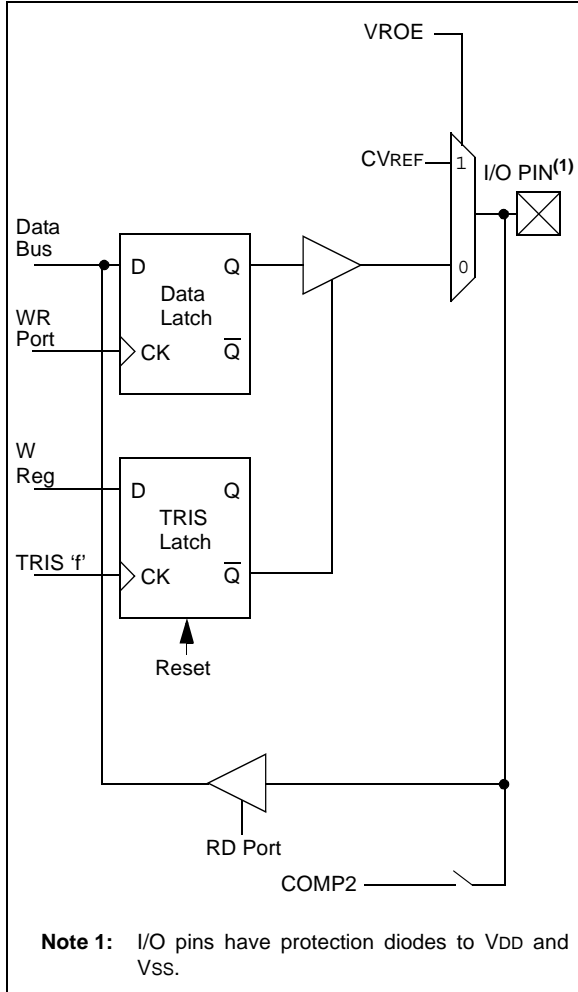 VROE
CVREF
1
I/O PIN(1)
Data
Bus
D
Q
0
Data
Latch
WR
Port
CK
Q
W
Reg
D
Q
TRIS
Latch
TRIS ‘f’
CK
Q
Reset
RD Port
COMP2
Note 1: I/O pins have protection diodes to VDD and
VSS.